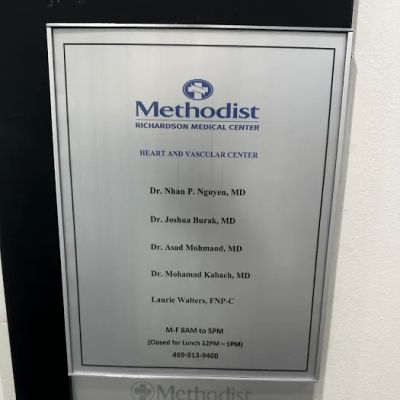 Methodist
RICHARDSON MEDICAL CENTER
HEART AND VASCULAR CENTER
Dr. Nhan P. Nguyen, MD
Dr. Joshua Burak, MD
Dr. Asad Mohmand, MD
Dr. Mohamad Kabach, MD
Laurie Walters, FNP-C
M-F 8AM to 5PM
(Closed for Lunch 12PM – 1PM)
469-913-9400
Methodist